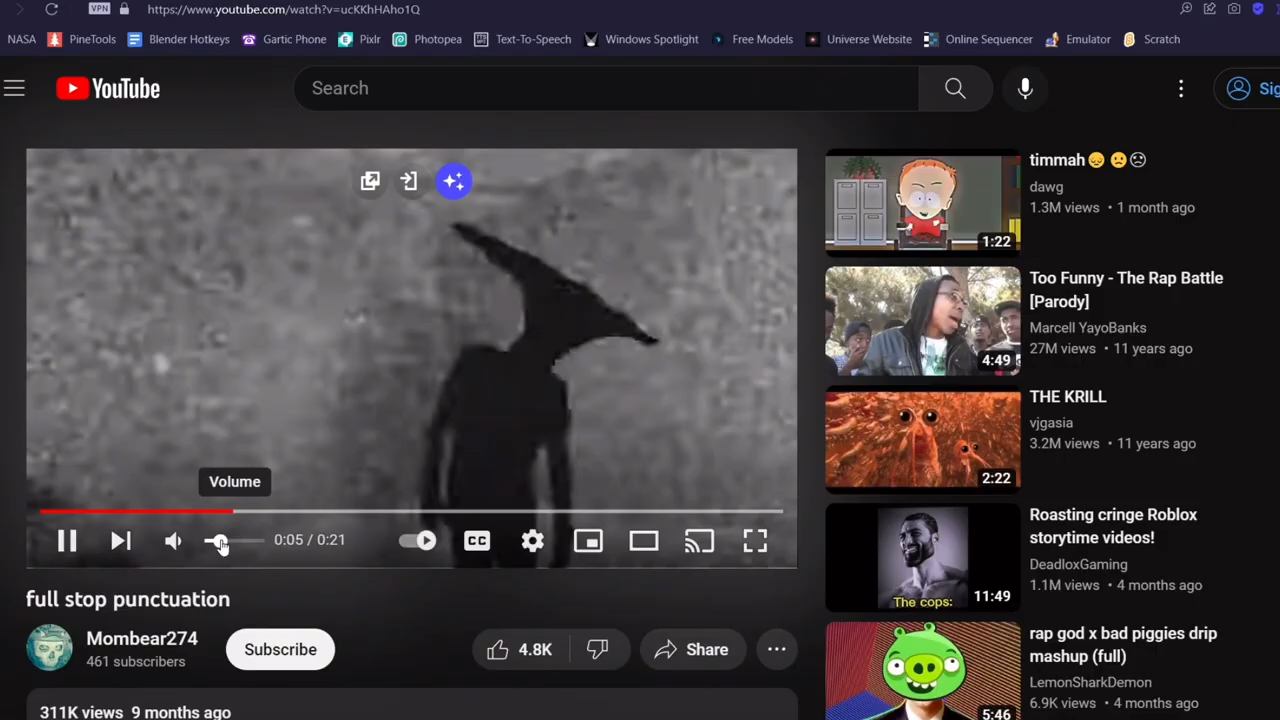 VPN https://www.youtube.com/watch?v=ucKKhHAho1Q
NASA PineTools Blender Hotkeys Gartic Phone Pixlr Photopea Text-To-Speech Windows Spotlight Free Models Universe Website Online Sequencer Emulator Scratch
YouTube Search Sig
Volume
0:05 / 0:21 CC
full stop punctuation
Mombear274
461 subscribers
Subscribe
4.8K
Share
311K views 9 months ago
timmah😞 🙁😟
dawg
1.3M views • 1 month ago
1:22
Too Funny - The Rap Battle
[Parody]
Marcell YayoBanks
27M views • 11 years ago
4:49
THE KRILL
vjgasia
3.2M views • 11 years ago
2:22
Roasting cringe Roblox
storytime videos!
DeadloxGaming
1.1M views • 4 months ago
The cops:
11:49
rap god x bad piggies drip
mashup (full)
LemonSharkDemon
6.9K views • 4 months ago
5:46